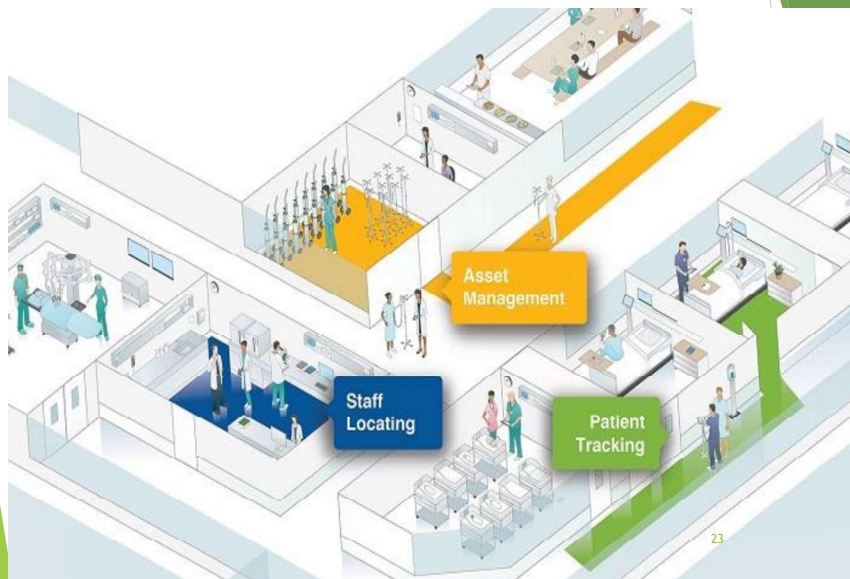 Asset
Management
Staff
Locating
Patient
Tracking
23